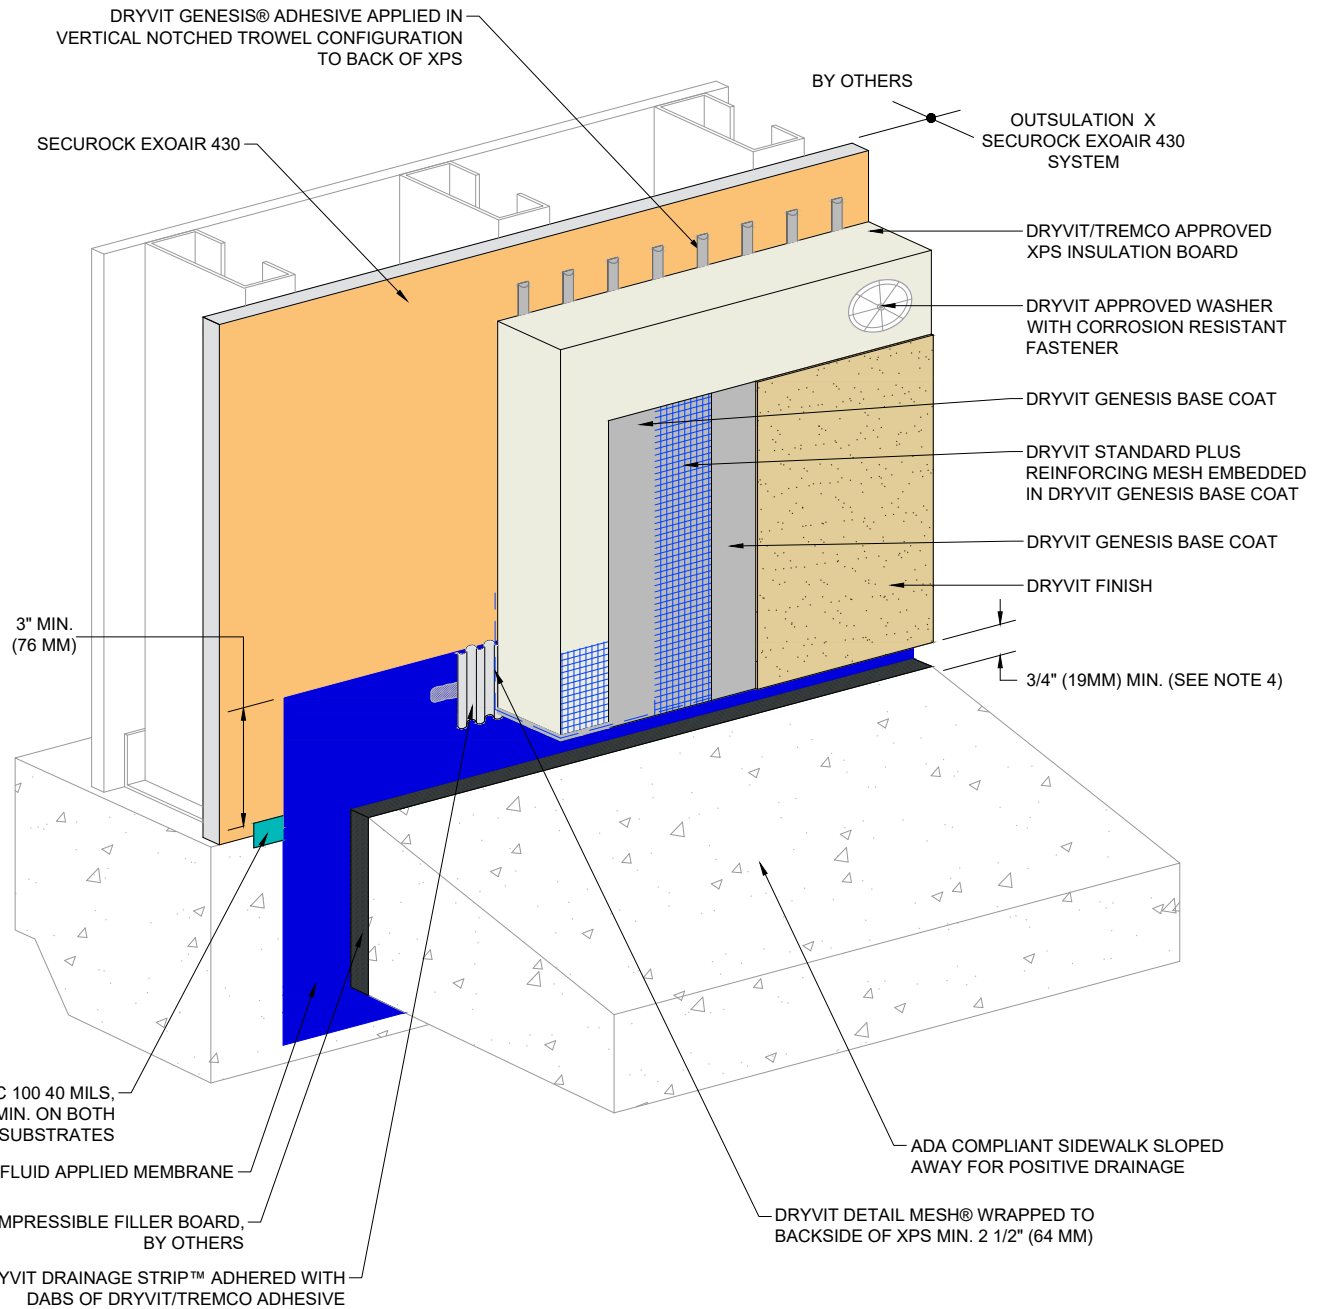 DRYVIT GENESIS® ADHESIVE APPLIED IN
VERTICAL NOTCHED TROWEL CONFIGURATION
TO BACK OF XPS
BY OTHERS
OUTSULATION X
SECUROCK EXOAIR 430
SYSTEM
SECUROCK EXOAIR 430
DRYVIT/TREMCO APPROVED
XPS INSULATION BOARD
DRYVIT APPROVED WASHER
WITH CORROSION RESISTANT
FASTENER
DRYVIT GENESIS BASE COAT
DRYVIT STANDARD PLUS
REINFORCING MESH EMBEDDED
IN DRYVIT GENESIS BASE COAT
DRYVIT GENESIS BASE COAT
DRYVIT FINISH
3" MIN.
(76 MM)
3/4" (19MM) MIN. (SEE NOTE 4)
C 100 40 MILS,
MIN. ON BOTH
SUBSTRATES
FLUID APPLIED MEMBRANE
MPRESSIBLE FILLER BOARD,
BY OTHERS
YVIT DRAINAGE STRIP™ ADHERED WITH
DABS OF DRYVIT/TREMCO ADHESIVE
ADA COMPLIANT SIDEWALK SLOPED
AWAY FOR POSITIVE DRAINAGE
DRYVIT DETAIL MESH® WRAPPED TO
BACKSIDE OF XPS MIN. 2 1/2" (64 MM)